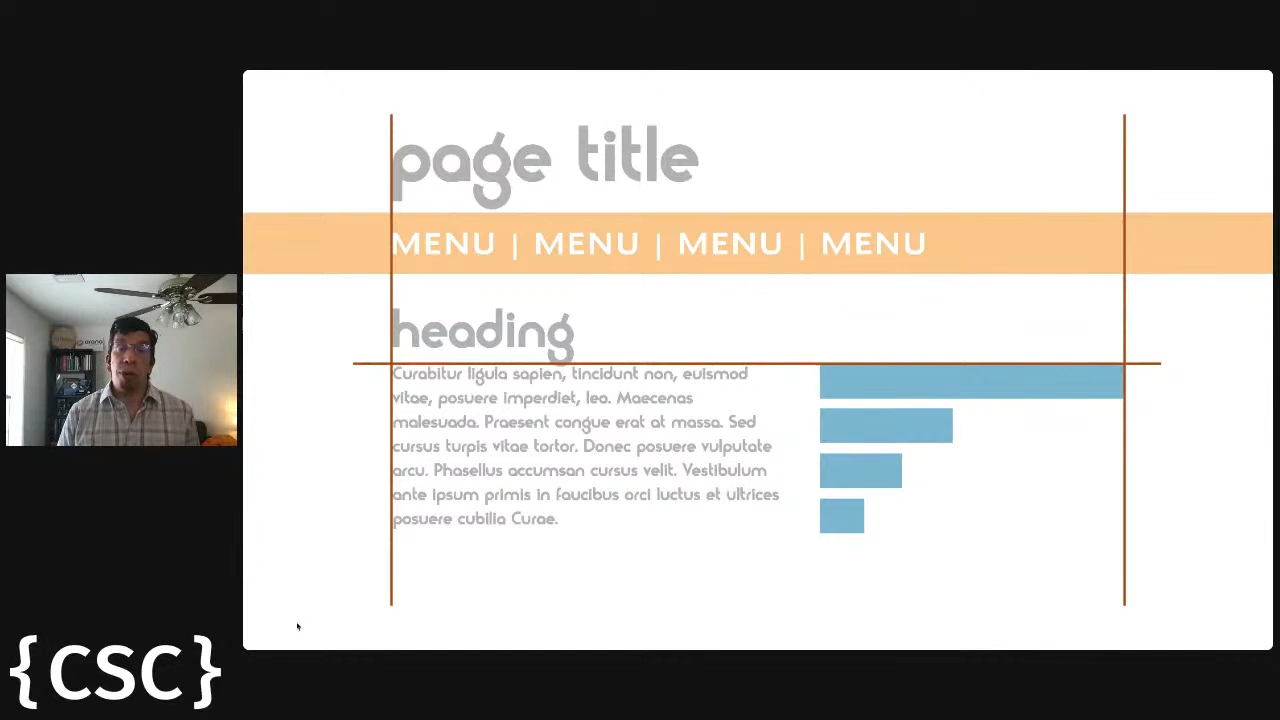 page title
MENU | MENU | MENU | MENU
heading
Curabitur ligula sapien, tincidunt non, euismod
vitae, posuere imperdiet, leo. Maecenas
malesuada. Praesent congue erat at massa. Sed
cursus turpis vitae tortor. Donec posuere vulputate
arcu. Phasellus accumsan cursus velit. Vestibulum
ante ipsum primis in faucibus orci luctus et ultrices
posuere cubilia Curae.
{CSC}